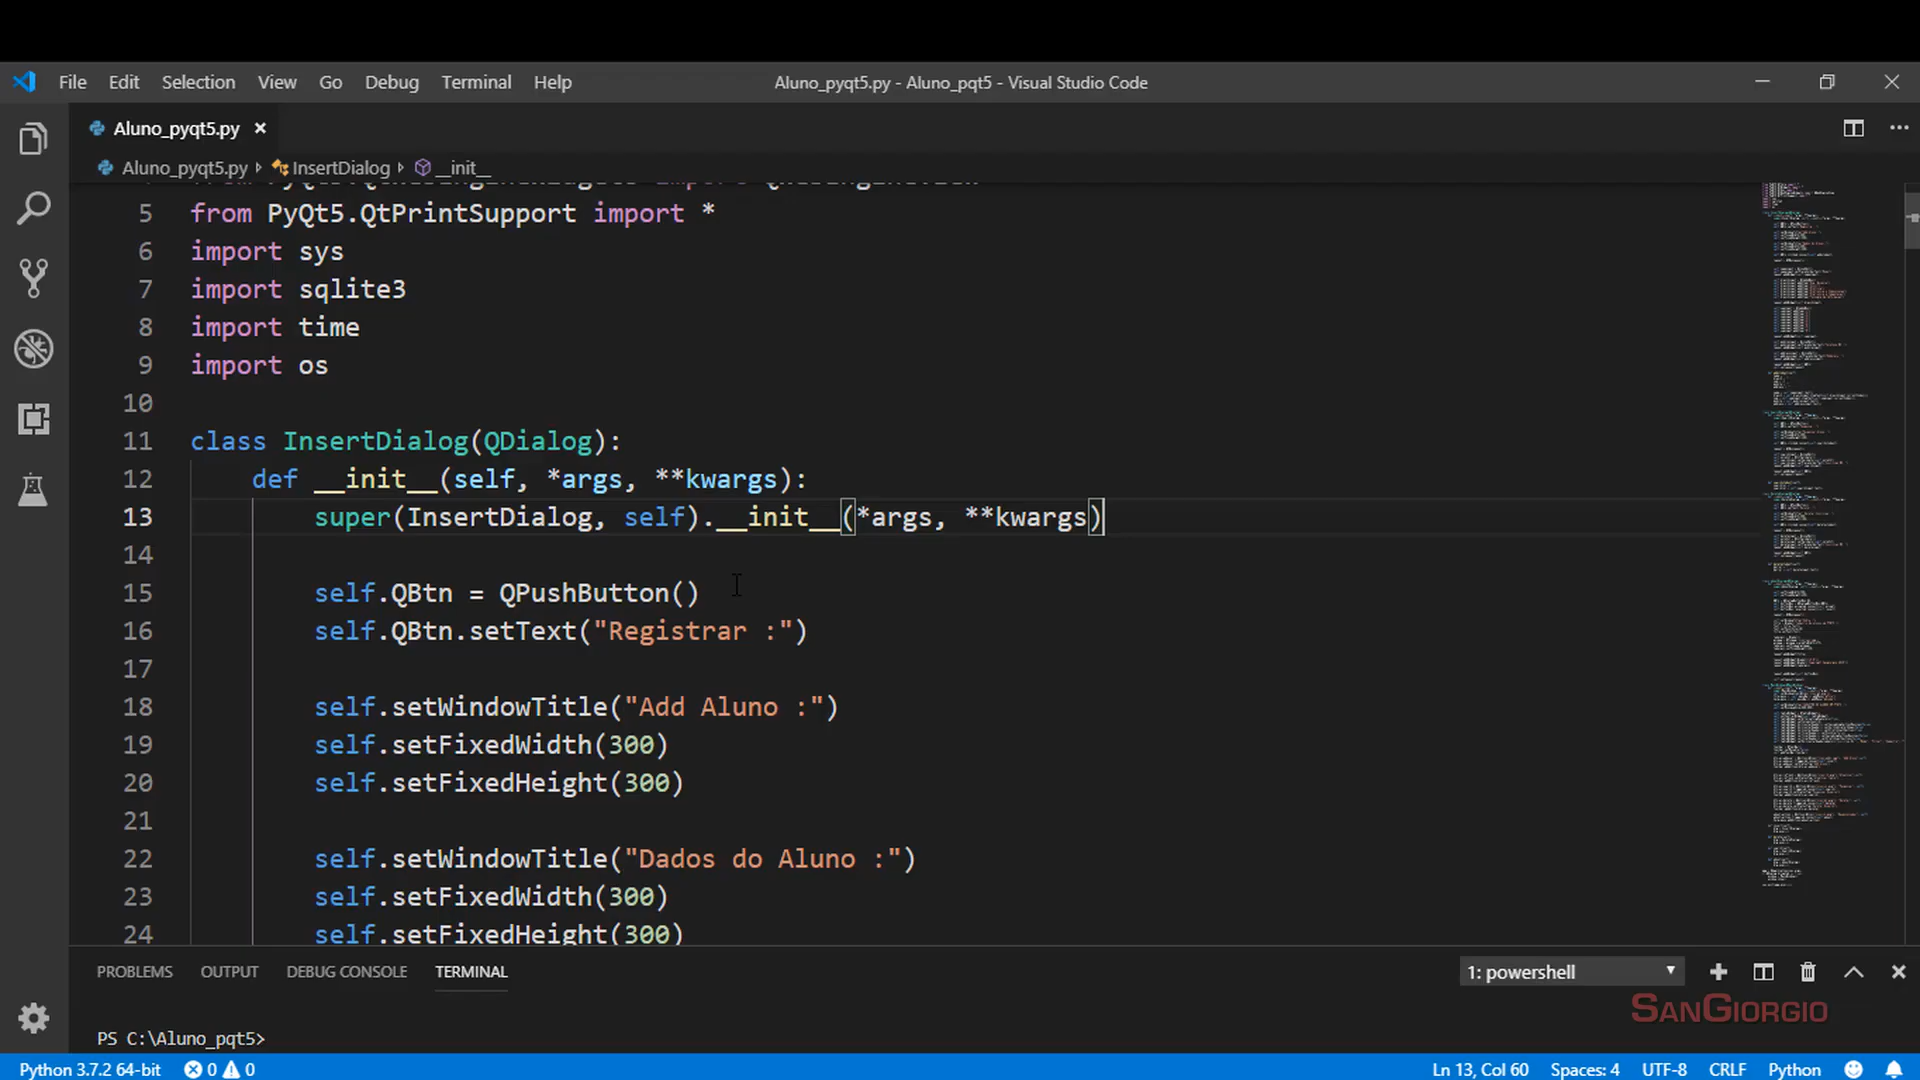 File Edit Selection View Go Debug Terminal Help Aluno_pyqt5.py - Aluno_pqt5 - Visual Studio Code
Aluno_pyqt5.py
Aluno_pyqt5.py InsertDialog __init__
5 from PyQt5.QtPrintSupport import *
6 import sys
7 import sqlite3
8 import time
9 import os
10
11 class InsertDialog(QDialog):
12 def __init__(self, *args, **kwargs):
13 super(InsertDialog, self).__init__(*args, **kwargs)
14
15 self.QBtn = QPushButton()
16 self.QBtn.setText("Registrar :")
17
18 self.setWindowTitle("Add Aluno :")
19 self.setFixedWidth(300)
20 self.setFixedHeight(300)
21
22 self.setWindowTitle("Dados do Aluno :")
23 self.setFixedWidth(300)
24 self.setFixedHeight(300)
PROBLEMS OUTPUT DEBUG CONSOLE TERMINAL 1: powershell
SANGIORGIO
PS C:\Aluno_pqt5>
Python 3.7.2 64-bit 0 0 Ln 13, Col 60 Spaces: 4 UTF-8 CRLF Python